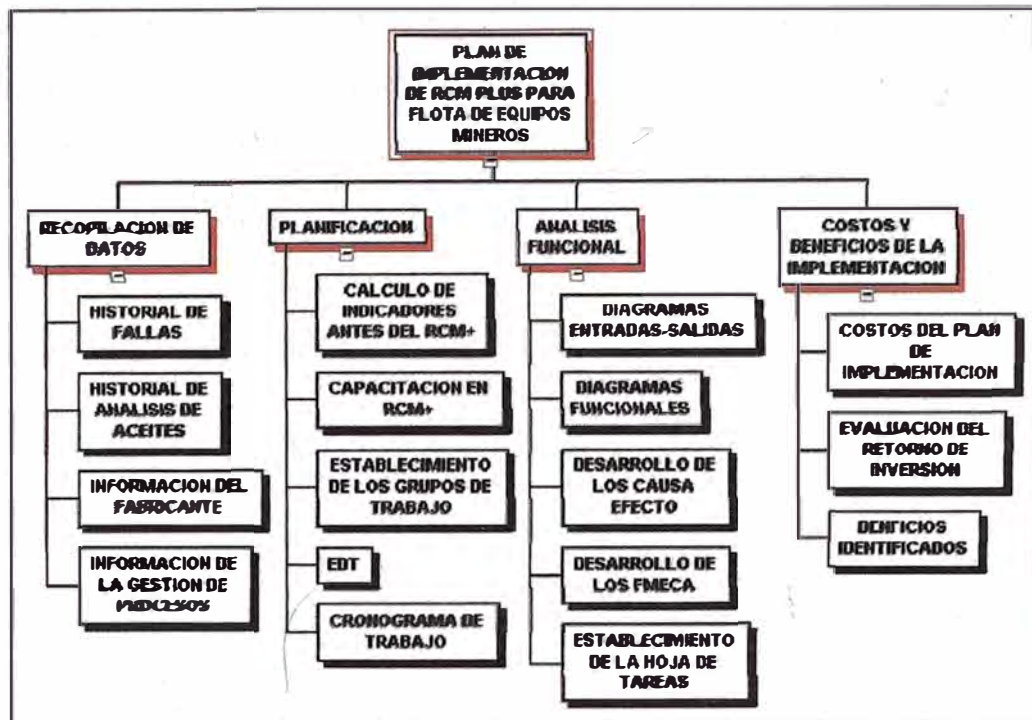 PLAN DE
IMPLEMENTACION
DE RCM PLUS PARA
FLOTA DE EQUIPOS
MINEROS
RECOPILACION DE
DATOS
HISTORIAL DE
FALLAS
HISTORIAL DE
ANALISIS DE
ACEITES
INFORMACION DEL
FABRICANTE
INFORMACION DE
LA GESTION DE
PROCESOS
PLANIFICACION
CALCULO DE
INDICADORES
ANTES DEL RCM+
CAPACITACION EN
RCM+
ESTABLECIMIENTO
DE LOS GRUPOS DE
TRABAJO
EDT
CRONOGRAMA DE
TRABAJO
ANALISIS
FUNCIONAL
DIAGRAMAS
ENTRADAS-SALIDAS
DIAGRAMAS
FUNCIONALES
DESARROLLO DE
LOS CAUSA
EFECTO
DESARROLLO DE
LOS FMECA
ESTABLECIMIENTO
DE LA HOJA DE
TAREAS
COSTOS Y
BENEFICIOS DE LA
IMPLEMENTACION
COSTOS DEL PLAN
DE
IMPLEMENTACION
EVALUACION DEL
RETORNO DE
INVERSION
BENFICIOS
IDENTIFICADOS